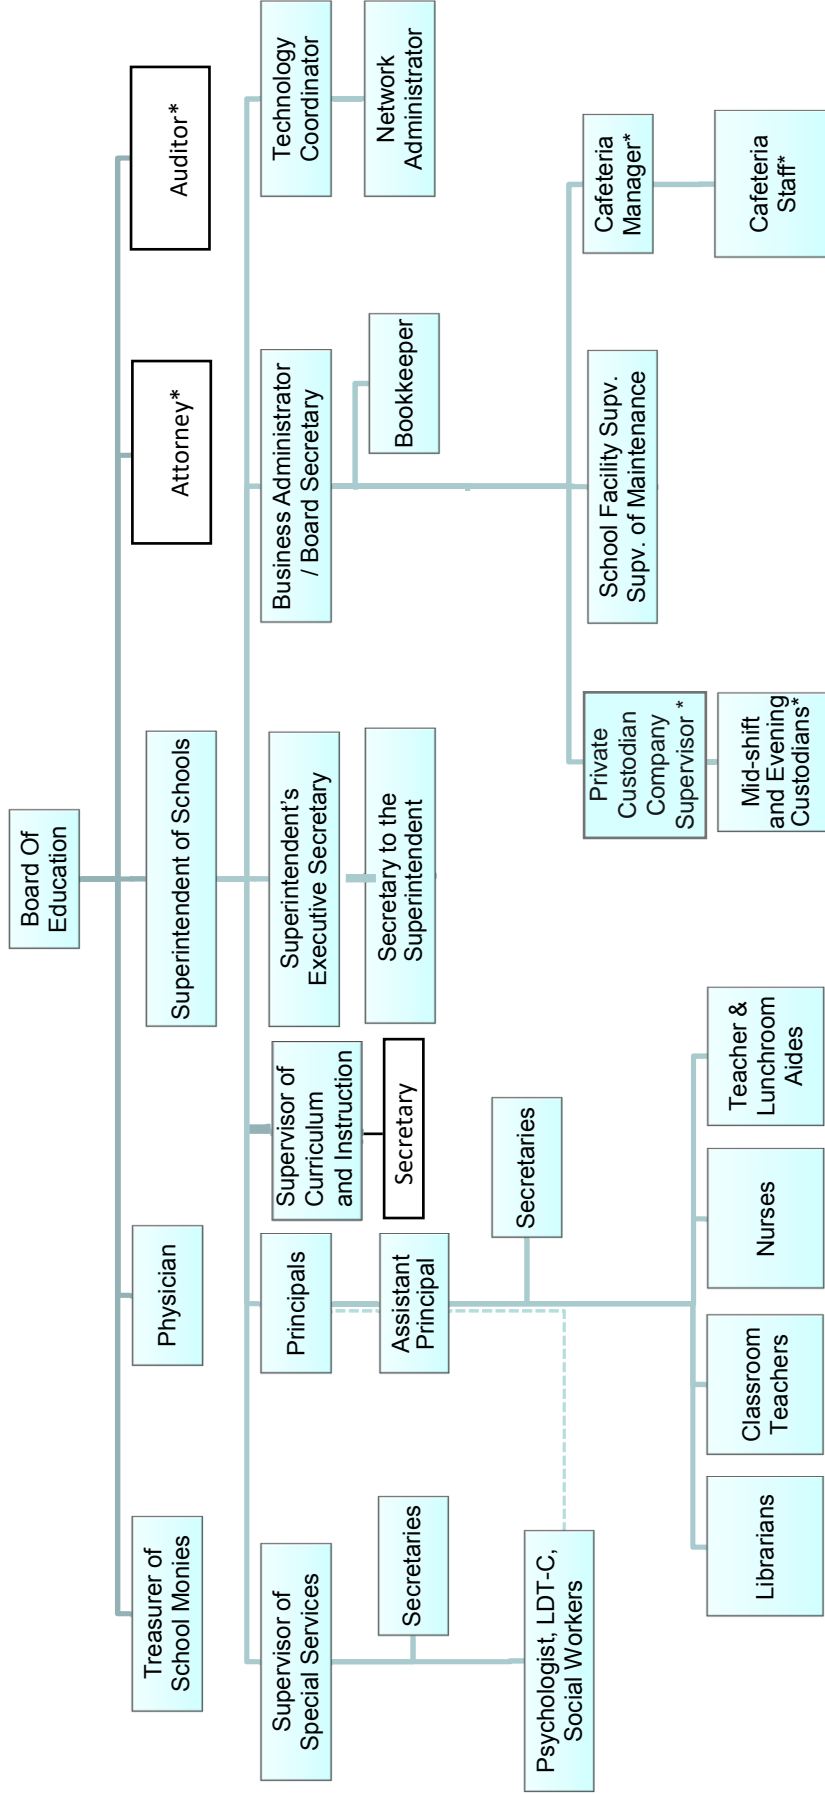 Board Of
Education
Treasurer of
School Monies
Physician
Superintendent of Schools
Attorney*
Auditor*
Supervisor of
Special Services
Principals
Supervisor of
Curriculum
and Instruction
Superintendent's
Executive Secretary
Business Administrator
/ Board Secretary
Technology
Coordinator
Secretaries
Assistant
Principal
Secretary
Secretary to the
Superintendent
Bookkeeper
Network
Administrator
Psychologist, LDT-C,
Social Workers
Secretaries
Private
Custodian
Company
Supervisor *
School Facility Supv.
Supv. of Maintenance
Cafeteria
Manager*
Librarians
Classroom
Teachers
Nurses
Teacher &
Lunchroom
Aides
Mid-shift
and Evening
Custodians*
Cafeteria
Staff*